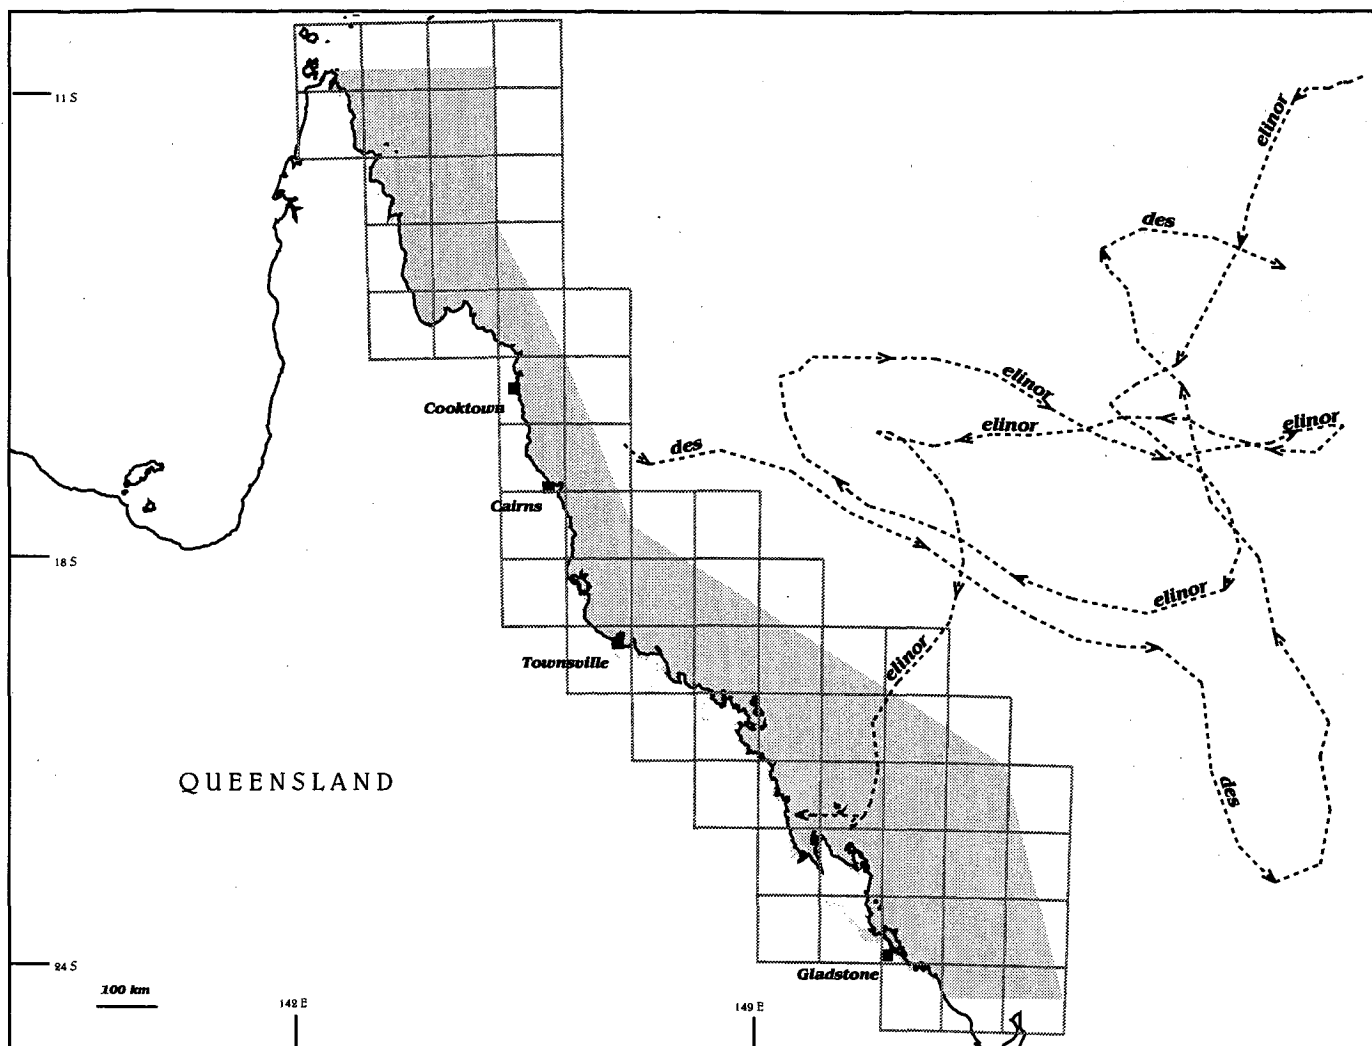 11 S
elinor
des
elinor
elinor
elinor
Cooktown
des
Cairns
18 S
elinor
Townsville
elinor
QUEENSLAND
des
24 S
Gladstone
100 km
142 E
149 E